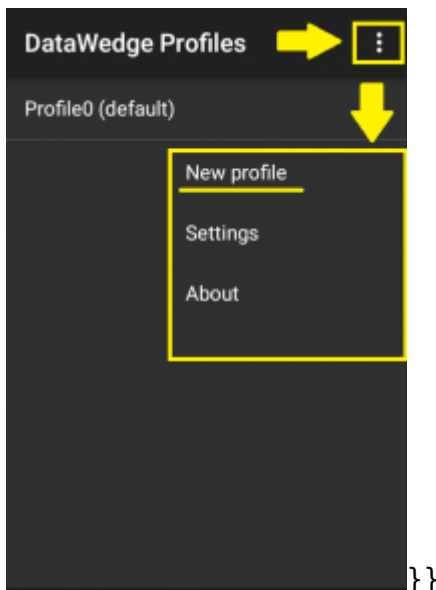 DataWedge Profiles
Profile0 (default)
New profile
Settings
About
}}